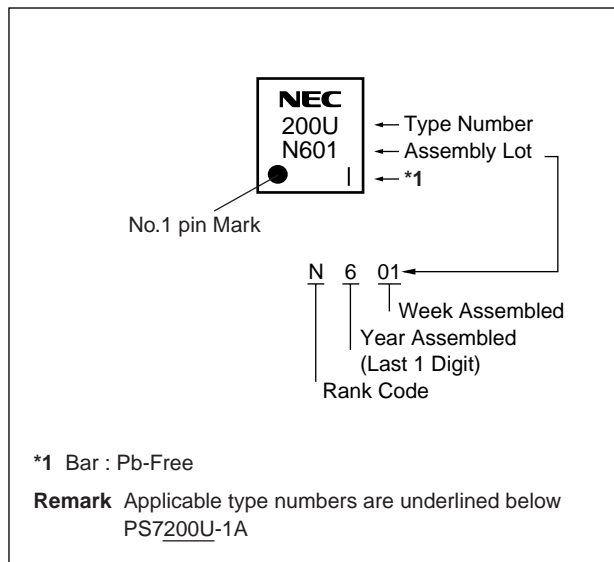 NEC
200U
N601
|
Type Number
Assembly Lot
*1
No.1 pin Mark
N 6 01
Week Assembled
Year Assembled
(Last 1 Digit)
Rank Code
*1 Bar : Pb-Free
Remark Applicable type numbers are underlined below
PS7200U-1A